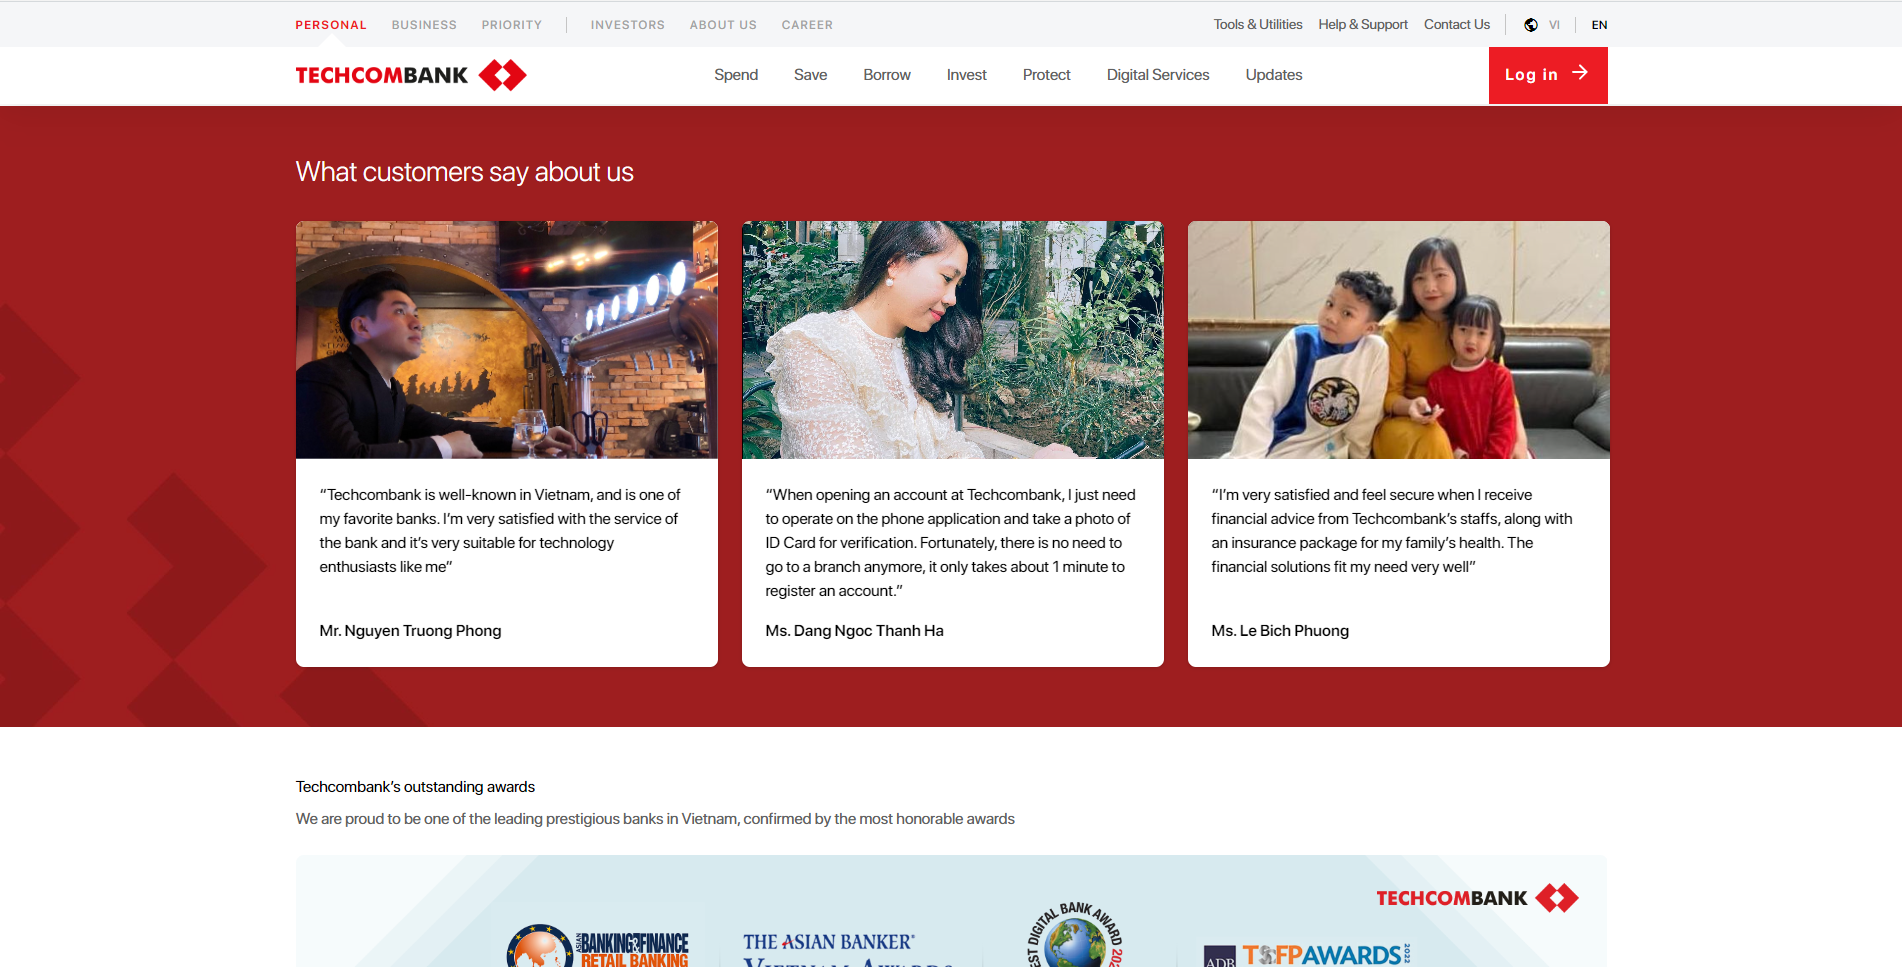 PERSONAL BUSINESS PRIORITY INVESTORS ABOUT US CAREER Tools & Utilities Help & Support Contact Us VI EN
TECHCOMBANK Spend Save Borrow Invest Protect Digital Services Updates Log in
What customers say about us
“Techcombank is well-known in Vietnam, and is one of
my favorite banks. I’m very satisfied with the service of
the bank and it’s very suitable for technology
enthusiasts like me”
Mr. Nguyen Truong Phong
“When opening an account at Techcombank, I just need
to operate on the phone application and take a photo of
ID Card for verification. Fortunately, there is no need to
go to a branch anymore, it only takes about 1 minute to
register an account.”
Ms. Dang Ngoc Thanh Ha
“I’m very satisfied and feel secure when I receive
financial advice from Techcombank’s staffs, along with
an insurance package for my family’s health. The
financial solutions fit my need very well”
Ms. Le Bich Phuong
Techcombank’s outstanding awards
We are proud to be one of the leading prestigious banks in Vietnam, confirmed by the most honorable awards
TECHCOMBANK
ASIAN BANKING & FINANCE
RETAIL BANKING
THE ASIAN BANKER®
VIETNAM AWARDS
DIGITAL BANK AWARD
ADB
TSFP AWARDS 2022